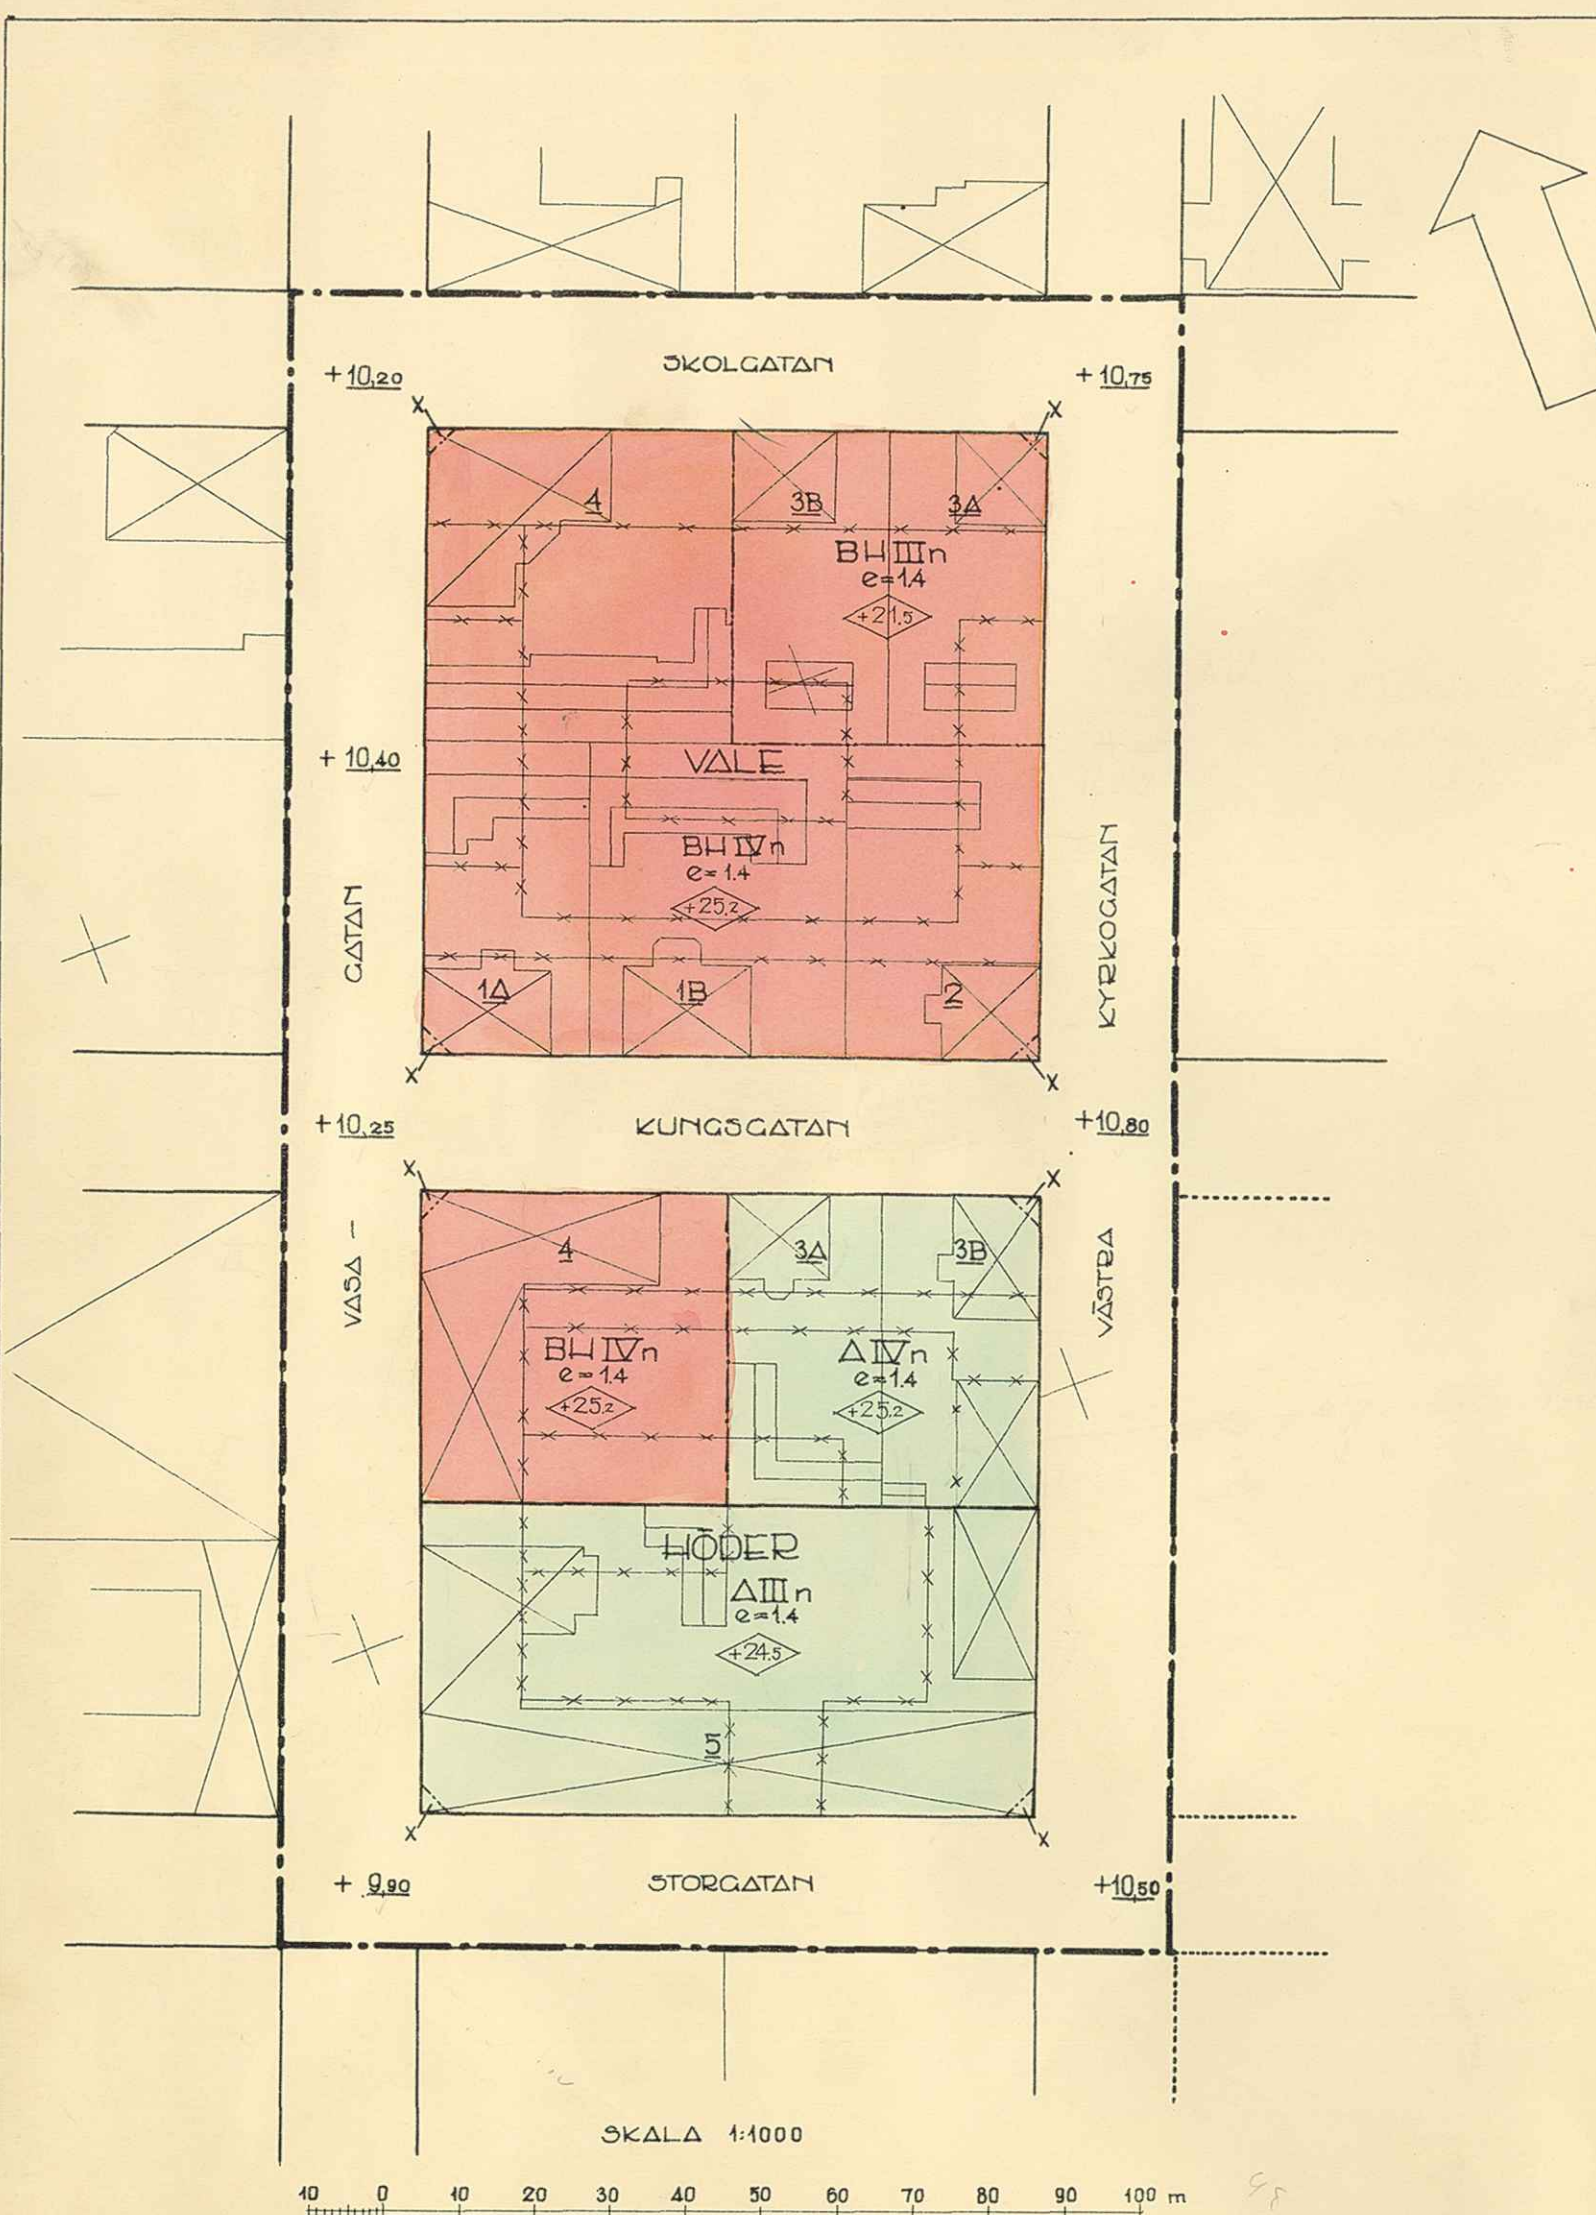 SKOLGATAN
+10,20
+10,75
X
X
4
3B
3A
BH III n
e=1.4
+21.5
+10,40
VALE
BH IV n
e=1.4
+25.2
GATAN
KYRKOGATAN
1A
1B
2
X
X
+10,25
KUNGSGATAN
+10,80
X
X
VASA –
VÄSTRA
4
3A
3B
BH IV n
e=1.4
+25.2
A IV n
e=1.4
+25.2
HÖDER
A III n
e=1.4
+24.5
5
X
X
+ 9,90
STORGATAN
+10,50
SKALA 1:1000
10 0 10 20 30 40 50 60 70 80 90 100 m